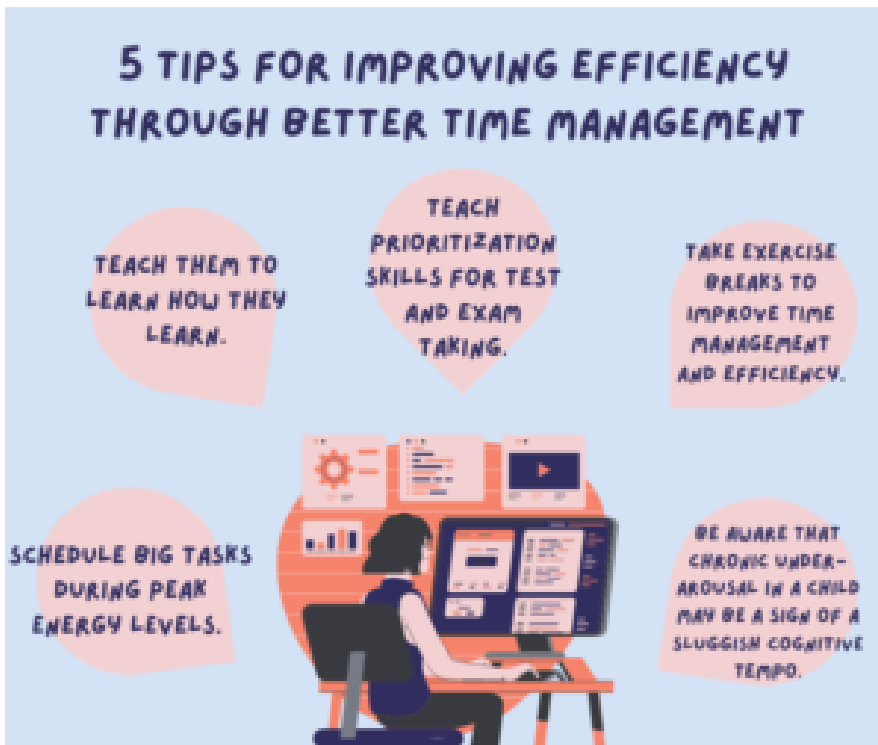 5 TIPS FOR IMPROVING EFFICIENCY
THROUGH BETTER TIME MANAGEMENT
TEACH THEM TO
LEARN HOW THEY
LEARN.
TEACH
PRIORITIZATION
SKILLS FOR TEST
AND EXAM
TAKING.
TAKE EXERCISE
BREAKS TO
IMPROVE TIME
MANAGEMENT
AND EFFICIENCY.
SCHEDULE BIG TASKS
DURING PEAK
ENERGY LEVELS.
BE AWARE THAT
CHRONIC UNDER-
AROUSAL IN A CHILD
MAY BE A SIGN OF A
SLUGGISH COGNITIVE
TEMPO.